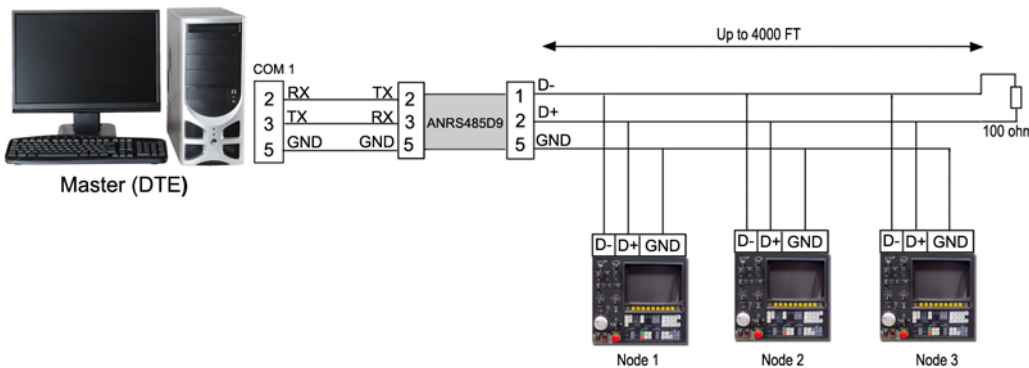 Up to 4000 FT
COM 1
2 RX TX 2
3 TX RX 3
5 GND GND 5
ANRS485D9
1 D-
2 D+
5 GND
100 ohm
Master (DTE)
D- D+ GND
D- D+ GND
D- D+ GND
Node 1
Node 2
Node 3